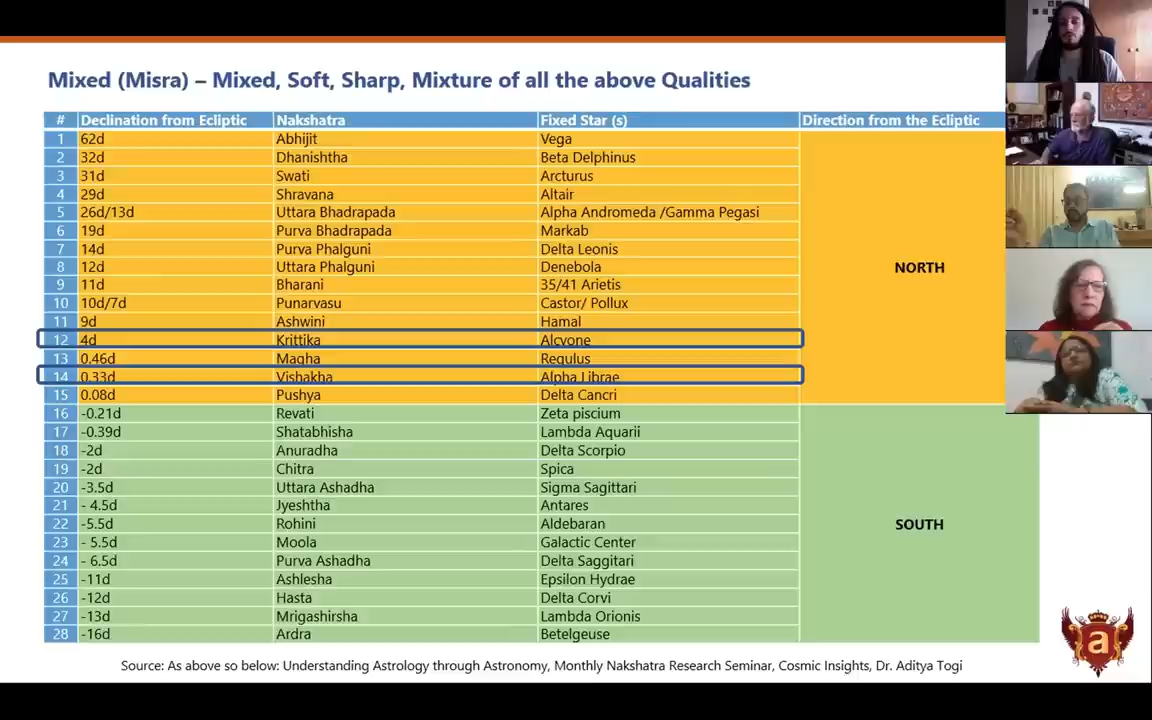 Mixed (Misra) – Mixed, Soft, Sharp, Mixture of all the above Qualities
# Declination from Ecliptic Nakshatra Fixed Star (s) Direction from the Ecliptic
1 62d Abhijit Vega
2 32d Dhanishtha Beta Delphinus
3 31d Swati Arcturus
4 29d Shravana Altair
5 26d/13d Uttara Bhadrapada Alpha Andromeda /Gamma Pegasi
6 19d Purva Bhadrapada Markab
7 14d Purva Phalguni Delta Leonis
8 12d Uttara Phalguni Denebola
NORTH
9 11d Bharani 35/41 Arietis
10 10d/7d Punarvasu Castor/ Pollux
11 9d Ashwini Hamal
12 4d Krittika Alcyone
13 0.46d Magha Regulus
14 0.33d Vishakha Alpha Librae
15 0.08d Pushya Delta Cancri
16 -0.21d Revati Zeta piscium
17 -0.39d Shatabhisha Lambda Aquarii
18 -2d Anuradha Delta Scorpio
19 -2d Chitra Spica
20 -3.5d Uttara Ashadha Sigma Sagittari
21 - 4.5d Jyeshtha Antares
22 -5.5d Rohini Aldebaran
SOUTH
23 - 5.5d Moola Galactic Center
24 - 6.5d Purva Ashadha Delta Saggitari
25 -11d Ashlesha Epsilon Hydrae
26 -12d Hasta Delta Corvi
27 -13d Mrigashirsha Lambda Orionis
28 -16d Ardra Betelgeuse
Source: As above so below: Understanding Astrology through Astronomy, Monthly Nakshatra Research Seminar, Cosmic Insights, Dr. Aditya Togi
a